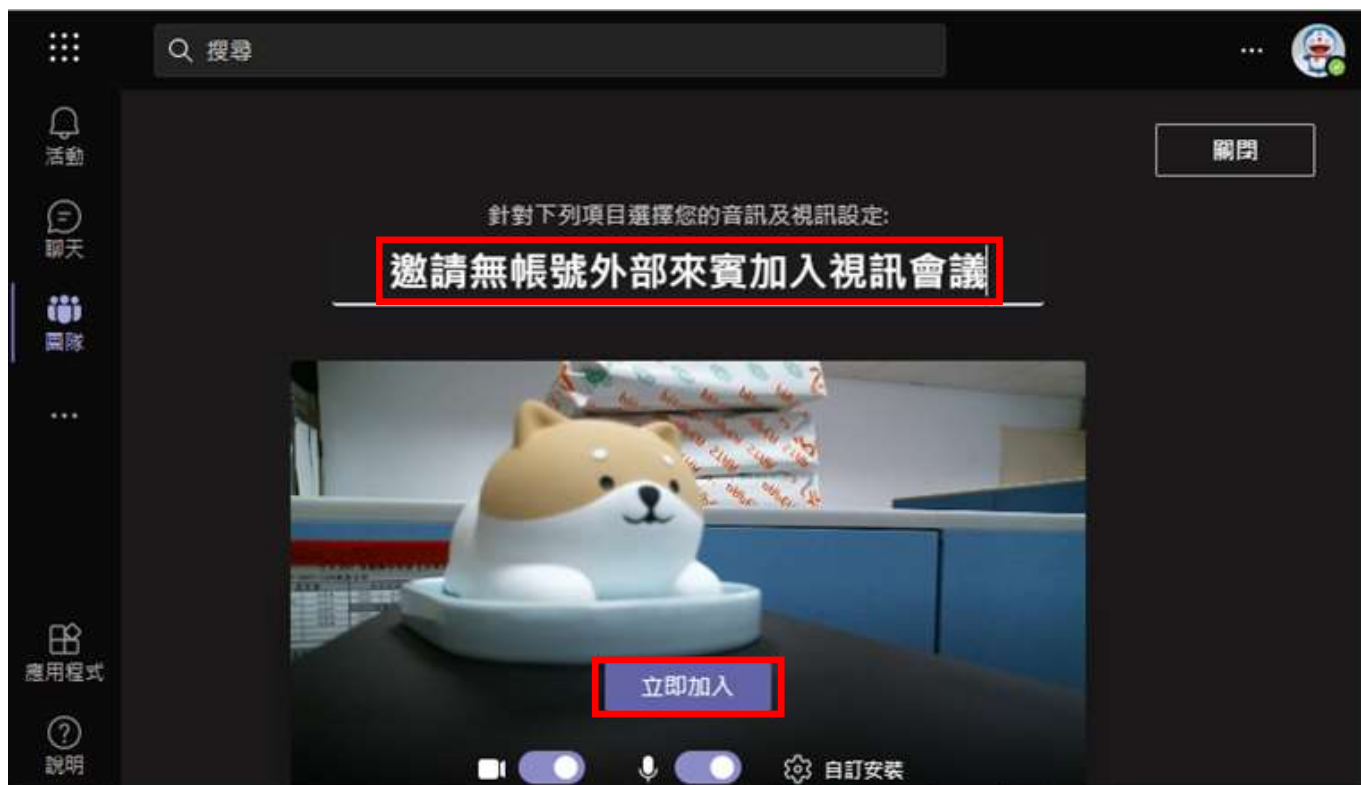 搜尋
活動
關閉
針對下列項目選擇您的音訊及視訊設定:
聊天
邀請無帳號外部來賓加入視訊會議
團隊
應用程式
立即加入
說明
自訂安裝